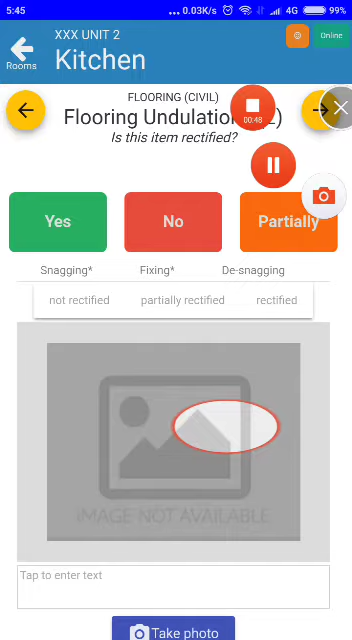 5:45
... 0.03K/s 4G 99%
XXX UNIT 2
Online
Rooms
Kitchen
FLOORING (CIVIL)
Flooring Undulation
00:48
Is this item rectified?
Yes No Partially
Snagging* Fixing* De-snagging
not rectified partially rectified rectified
IMAGE NOT AVAILABLE
Tap to enter text
Take photo